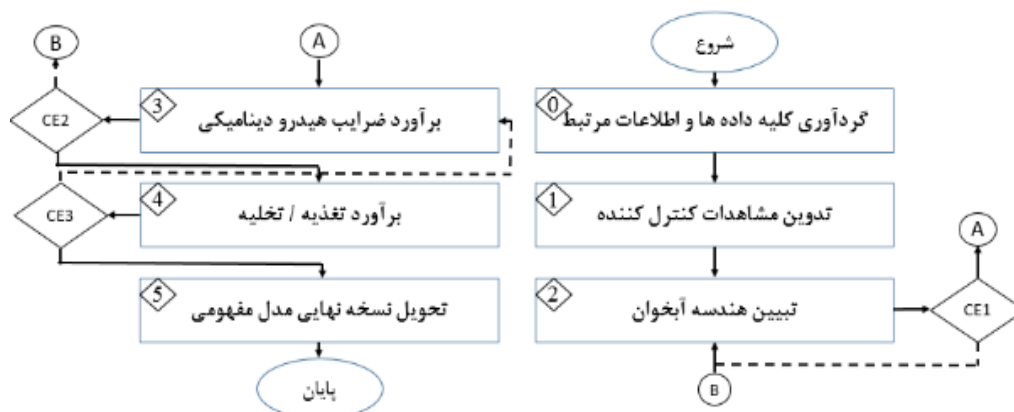 شروع
0
گردآوری کلیه داده ها و اطلاعات مرتبط
1
تدوین مشاهدات کنترل کننده
2
تبیین هندسه آبخوان
CE1
A
B
A
3
برآورد ضرایب هیدرو دینامیکی
CE2
B
4
برآورد تغذیه / تخلیه
CE3
5
تحویل نسخه نهایی مدل مفهومی
پایان